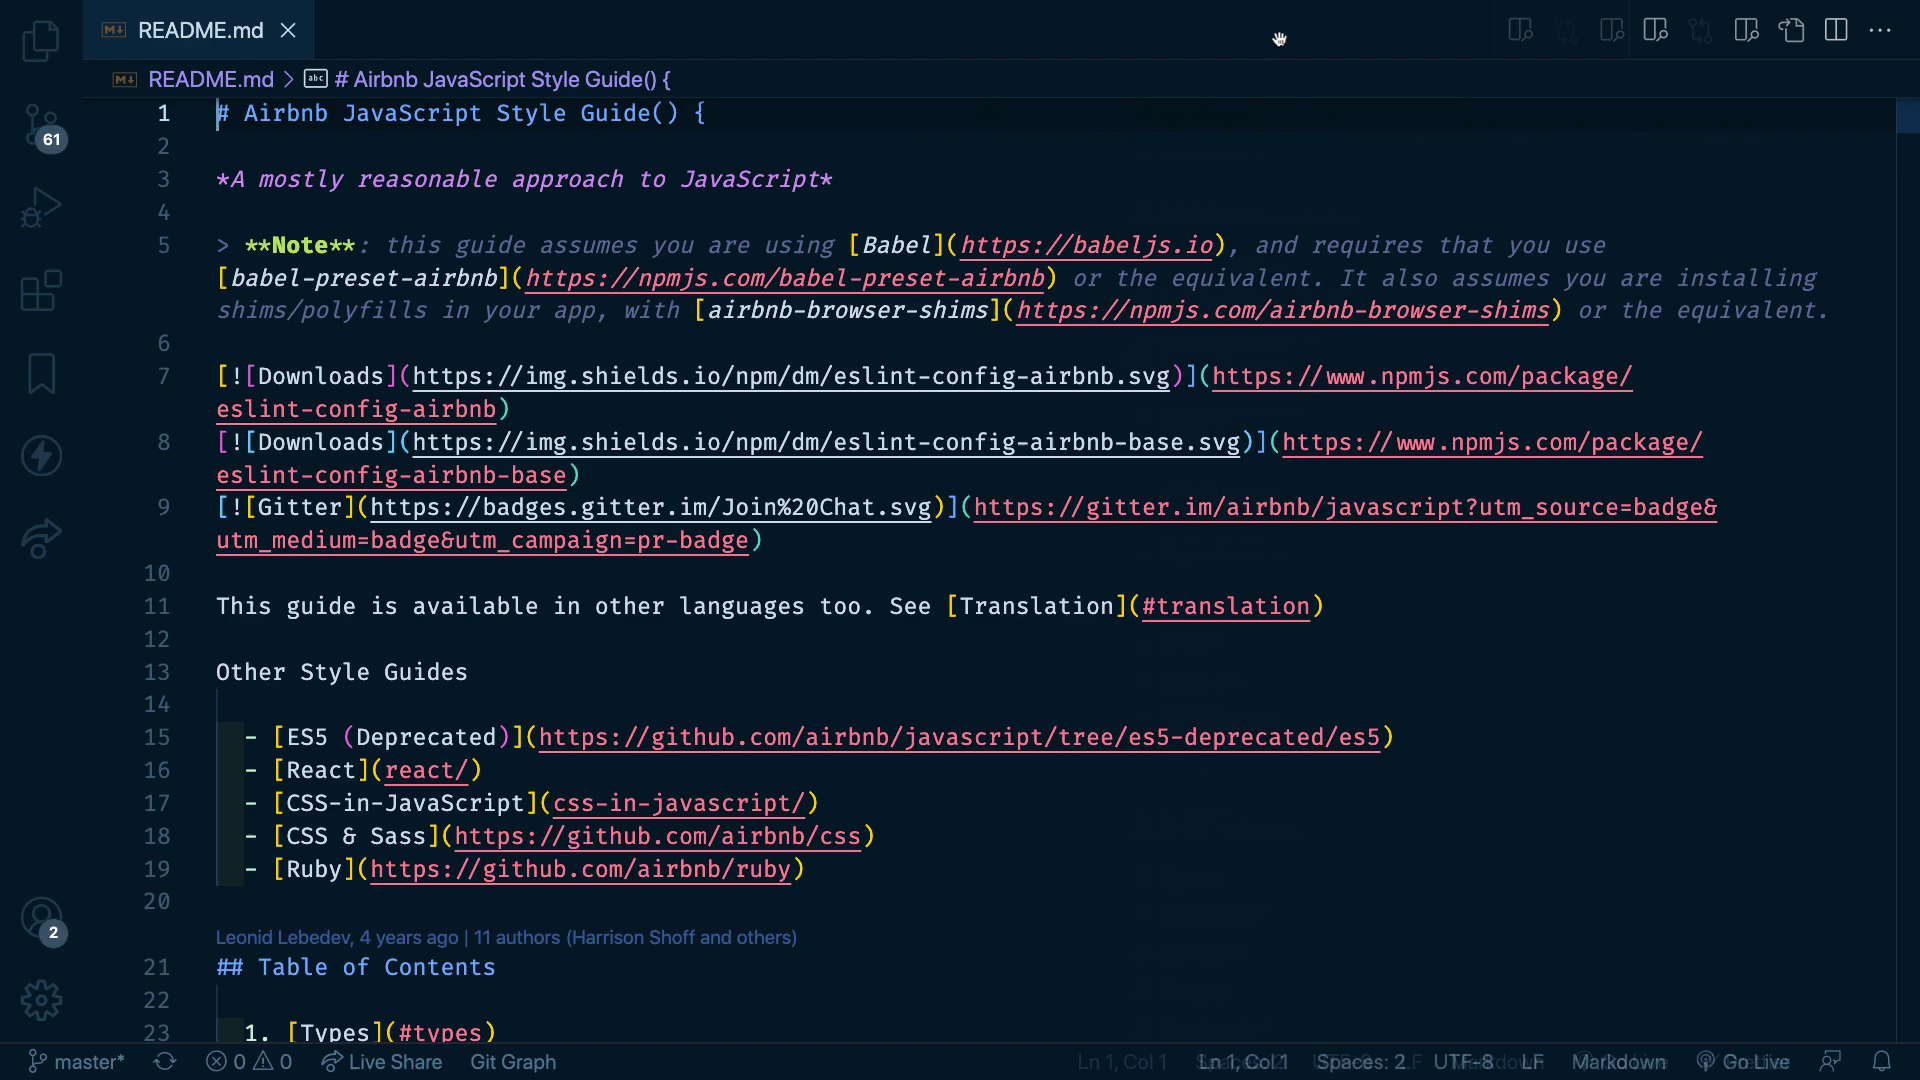 README.md
README.md > # Airbnb JavaScript Style Guide() {
1 # Airbnb JavaScript Style Guide() {
2
3 *A mostly reasonable approach to JavaScript*
4
5 > **Note**: this guide assumes you are using [Babel](https://babeljs.io), and requires that you use
[babel-preset-airbnb](https://npmjs.com/babel-preset-airbnb) or the equivalent. It also assumes you are installing
shims/polyfills in your app, with [airbnb-browser-shims](https://npmjs.com/airbnb-browser-shims) or the equivalent.
6
7 [![Downloads](https://img.shields.io/npm/dm/eslint-config-airbnb.svg)](https://www.npmjs.com/package/
eslint-config-airbnb)
8 [![Downloads](https://img.shields.io/npm/dm/eslint-config-airbnb-base.svg)](https://www.npmjs.com/package/
eslint-config-airbnb-base)
9 [![Gitter](https://badges.gitter.im/Join%20Chat.svg)](https://gitter.im/airbnb/javascript?utm_source=badge&
utm_medium=badge&utm_campaign=pr-badge)
10
11 This guide is available in other languages too. See [Translation](#translation)
12
13 Other Style Guides
14
15 - [ES5 (Deprecated)](https://github.com/airbnb/javascript/tree/es5-deprecated/es5)
16 - [React](react/)
17 - [CSS-in-JavaScript](css-in-javascript/)
18 - [CSS & Sass](https://github.com/airbnb/css)
19 - [Ruby](https://github.com/airbnb/ruby)
20
Leonid Lebedev, 4 years ago | 11 authors (Harrison Shoff and others)
21 ## Table of Contents
22
23 1. [Types](#types)
61
2
master* 0 0 Live Share Git Graph Ln 1, Col 1 Ln 1, Col 1 Spaces: 2 UTF-8 LF Markdown Go Live